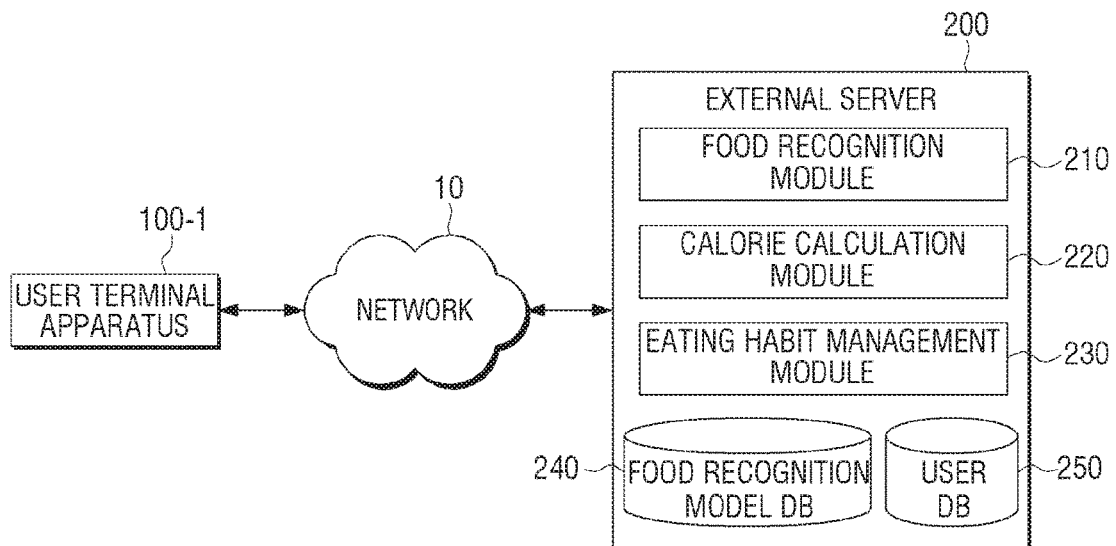 200
EXTERNAL SERVER
FOOD RECOGNITION
MODULE
210
10
100-1
CALORIE CALCULATION
MODULE
220
USER TERMINAL
APPARATUS
NETWORK
EATING HABIT MANAGEMENT
MODULE
230
240
FOOD RECOGNITION
MODEL DB
USER
DB
250